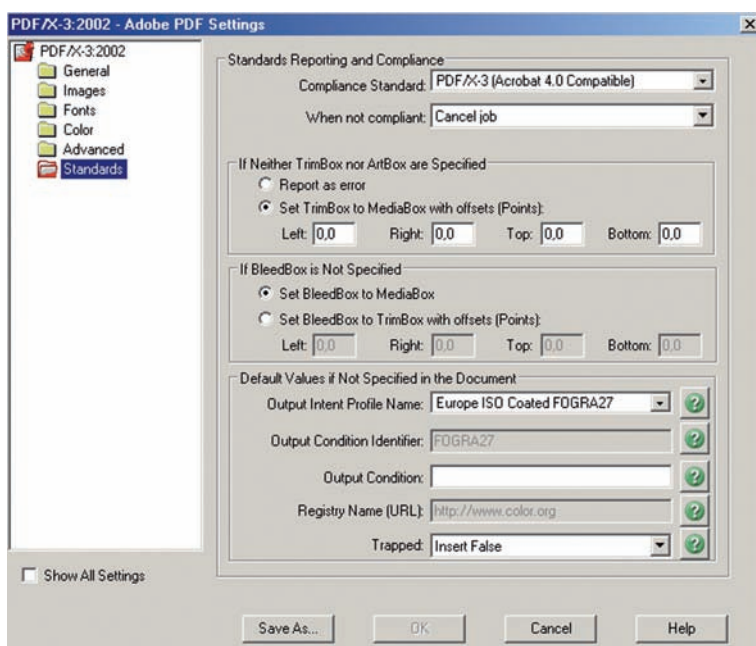 PDF/X-3:2002 - Adobe PDF Settings
PDF/X-3:2002
General
Images
Fonts
Color
Advanced
Standards
Show All Settings
Standards Reporting and Compliance
Compliance Standard: PDF/X-3 (Acrobat 4.0 Compatible)
When not compliant: Cancel job
If Neither TrimBox nor ArtBox are Specified
Report as error
Set TrimBox to MediaBox with offsets (Points):
Left: 0,0 Right: 0,0 Top: 0,0 Bottom: 0,0
If BleedBox is Not Specified
Set BleedBox to MediaBox
Set BleedBox to TrimBox with offsets (Points):
Left: 0,0 Right: 0,0 Top: 0,0 Bottom: 0,0
Default Values if Not Specified in the Document
Output Intent Profile Name: Europe ISO Coated FOGRA27
Output Condition Identifier: FOGRA27
Output Condition:
Registry Name (URL): http://www.color.org
Trapped: Insert False
Save As... OK Cancel Help